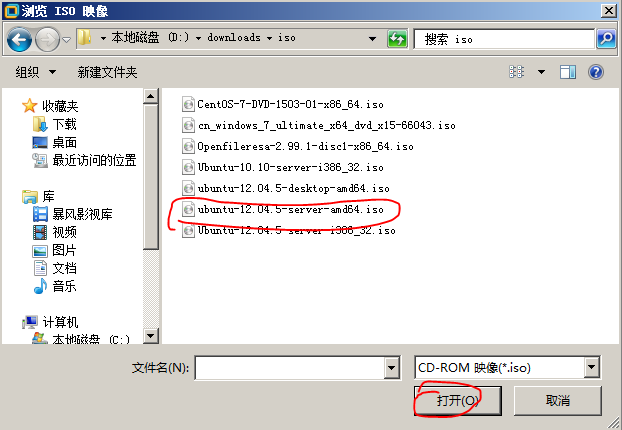 浏览 ISO 映像
本地磁盘 (D:) downloads iso
搜索 iso
组织 新建文件夹
收藏夹
下载
桌面
最近访问的位置
库
暴风影视库
视频
图片
文档
音乐
计算机
本地磁盘 (C:)
CentOS-7-DVD-1503-01-x86_64.iso
cn_windows_7_ultimate_x64_dvd_x15-66043.iso
Openfileresa-2.99.1-disc1-x86_64.iso
Ubuntu-10.10-server-i386_32.iso
ubuntu-12.04.5-desktop-amd64.iso
ubuntu-12.04.5-server-amd64.iso
Ubuntu-12.04.5-server-i386_32.iso
文件名(N):
CD-ROM 映像(*.iso)
打开(O)
取消